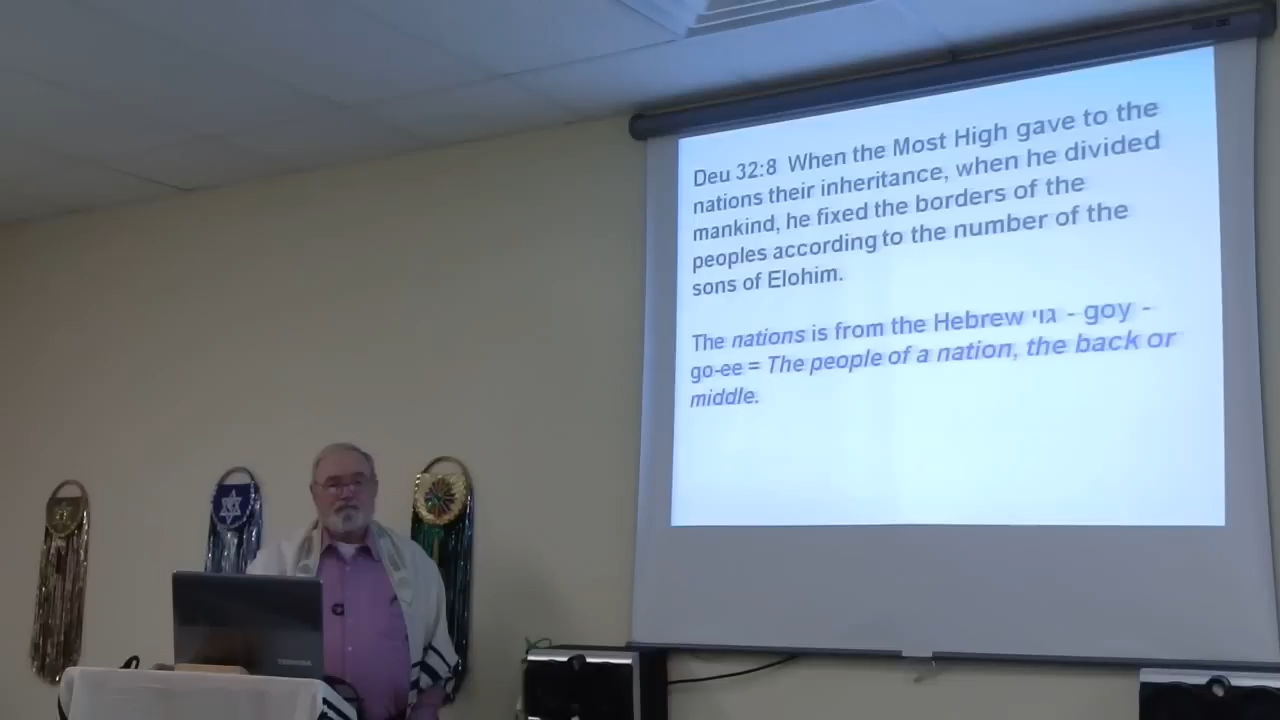 Deu 32:8 When the Most High gave to the
nations their inheritance, when he divided
mankind, he fixed the borders of the
peoples according to the number of the
sons of Elohim.
The nations is from the Hebrew גוי - goy -
go-ee = The people of a nation, the back or
middle.
TOSHIBA